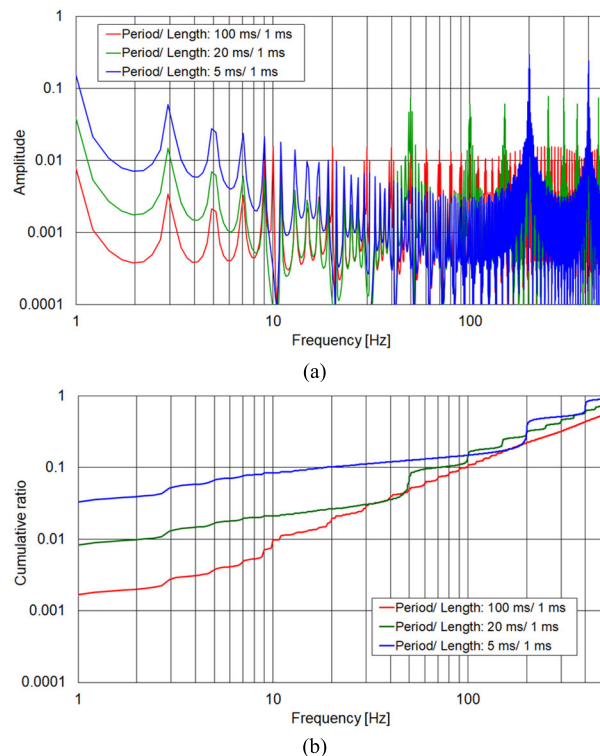 1
Period/ Length: 100 ms/ 1 ms
Period/ Length: 20 ms/ 1 ms
Period/ Length: 5 ms/ 1 ms
0.1
Amplitude
0.01
0.001
0.0001
1
10
100
Frequency [Hz]
(a)
1
0.1
Cumulative ratio
0.01
0.001
Period/ Length: 100 ms/ 1 ms
Period/ Length: 20 ms/ 1 ms
Period/ Length: 5 ms/ 1 ms
0.0001
1
10
100
Frequency [Hz]
(b)